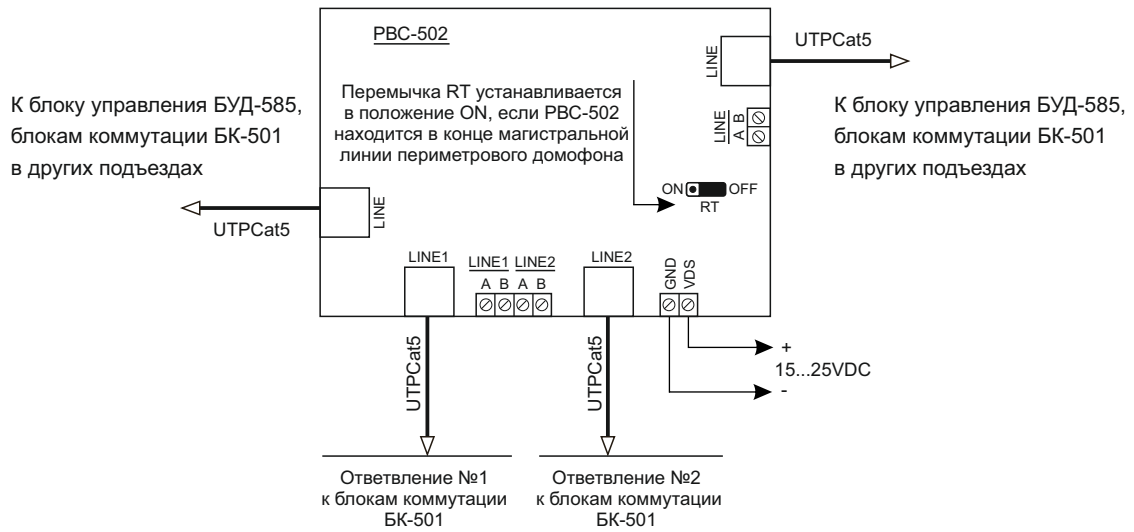 РВС-502
UTPCat5
LINE
К блоку управления БУД-585,
блокам коммутации БК-501
в других подъездах
Перемычка RT устанавливается
в положение ON, если РВС-502
находится в конце магистральной
линии периметрового домофона
К блоку управления БУД-585,
блокам коммутации БК-501
в других подъездах
LINE
A B
ON OFF
RT
LINE
UTPCat5
LINE1
LINE1 LINE2
A B A B
LINE2
GND
VDS
UTPCat5
UTPCat5
+
15...25VDC
-
Ответвление №1
к блокам коммутации
БК-501
Ответвление №2
к блокам коммутации
БК-501